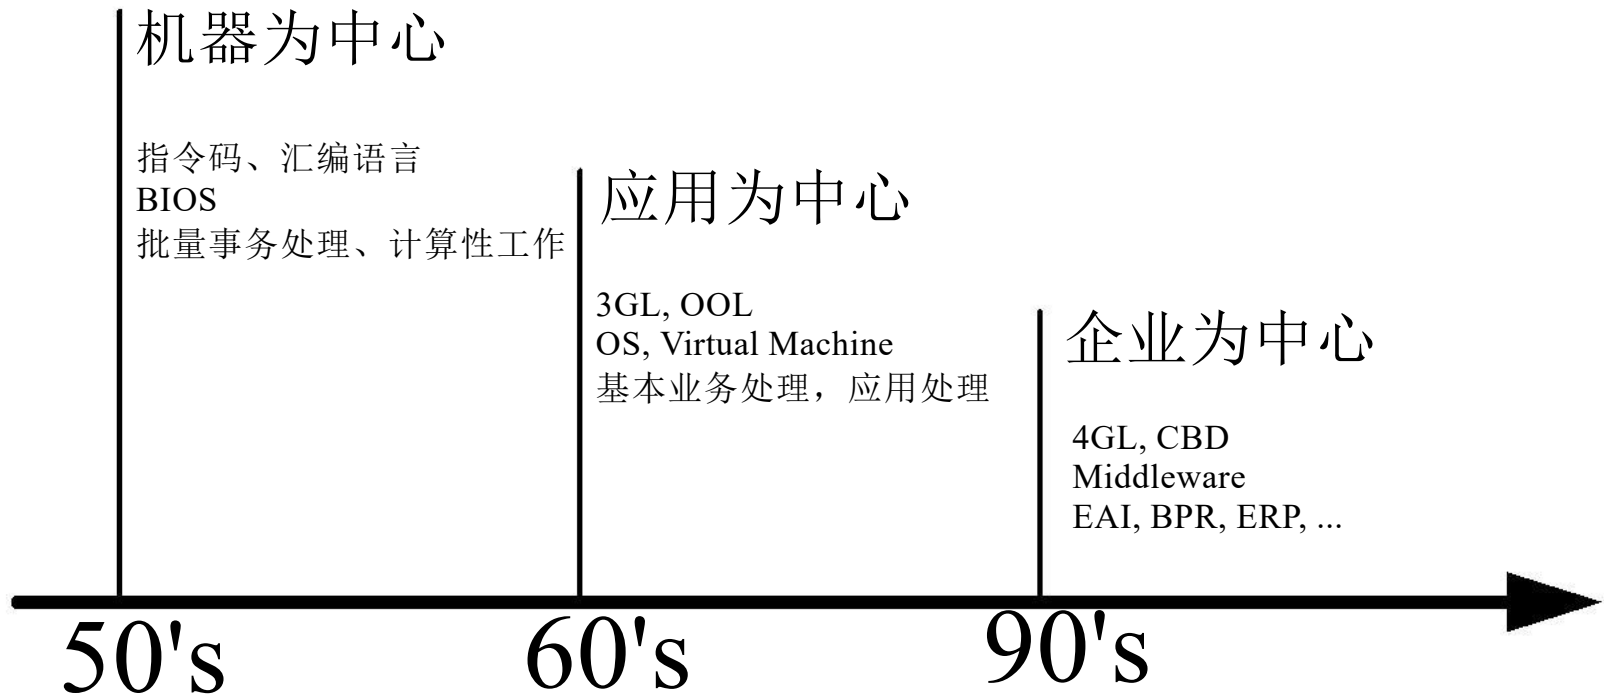 机器为中心
指令码、汇编语言
BIOS
批量事务处理、计算性工作
应用为中心
3GL, OOL
OS, Virtual Machine
基本业务处理，应用处理
企业为中心
4GL, CBD
Middleware
EAI, BPR, ERP, ...
50's
60's
90's